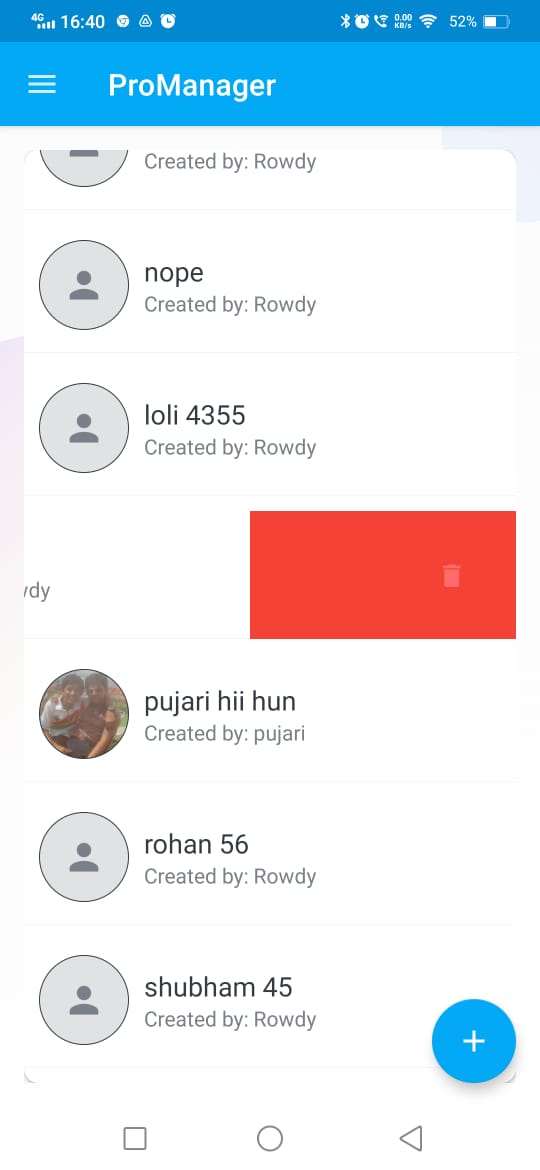 4G 16:40 0.00 KB/s 52%
ProManager
Created by: Rowdy
nope
Created by: Rowdy
loli 4355
Created by: Rowdy
dy
pujari hii hun
Created by: pujari
rohan 56
Created by: Rowdy
shubham 45
Created by: Rowdy